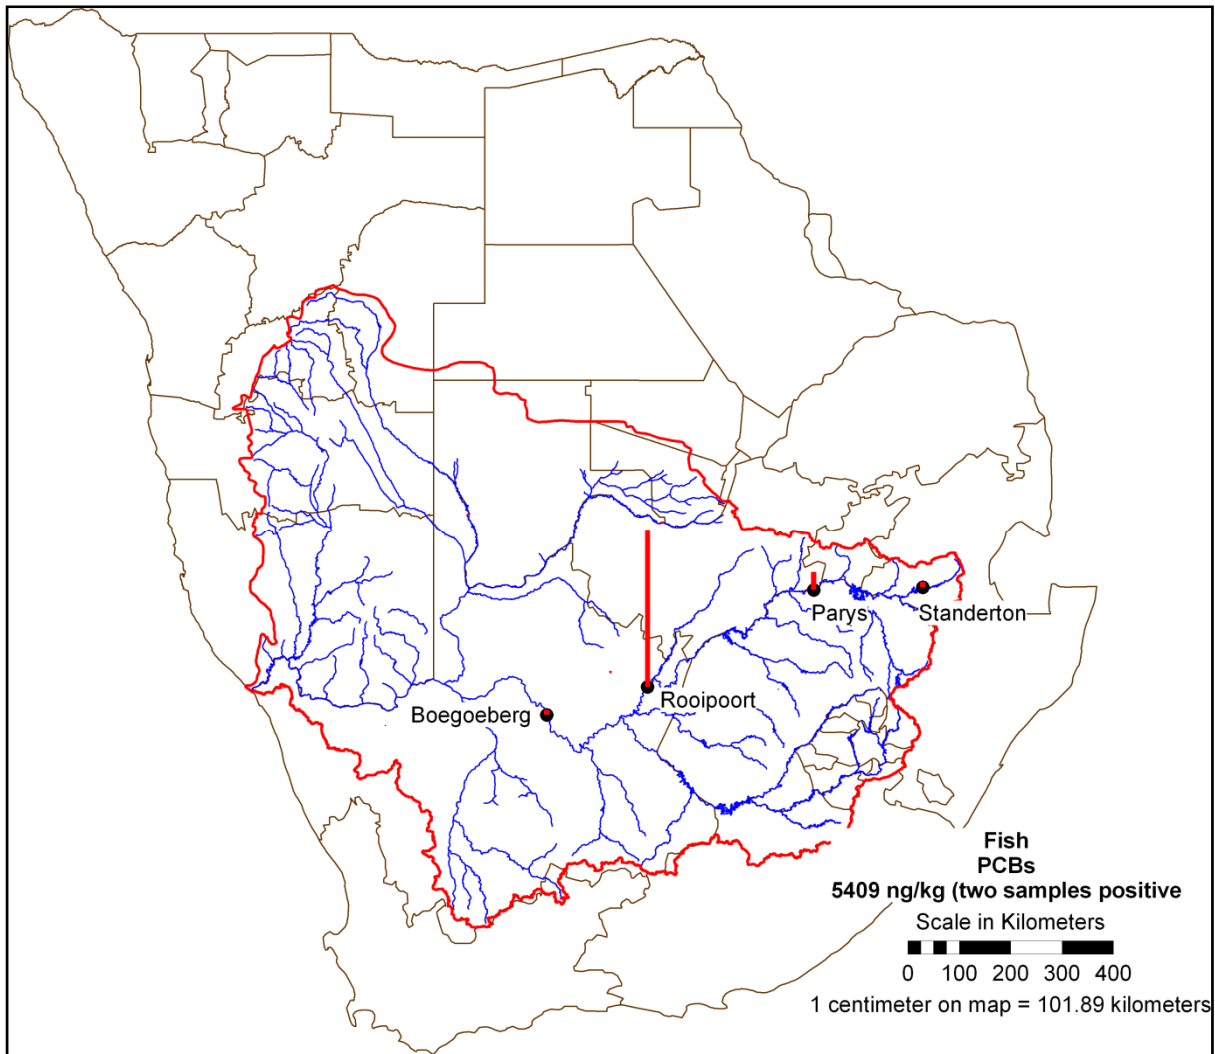 Parys
Standerton
Rooipoort
Boegoeberg
Fish
PCBs
5409 ng/kg (two samples positive
Scale in Kilometers
0 100 200 300 400
1 centimeter on map = 101.89 kilometers